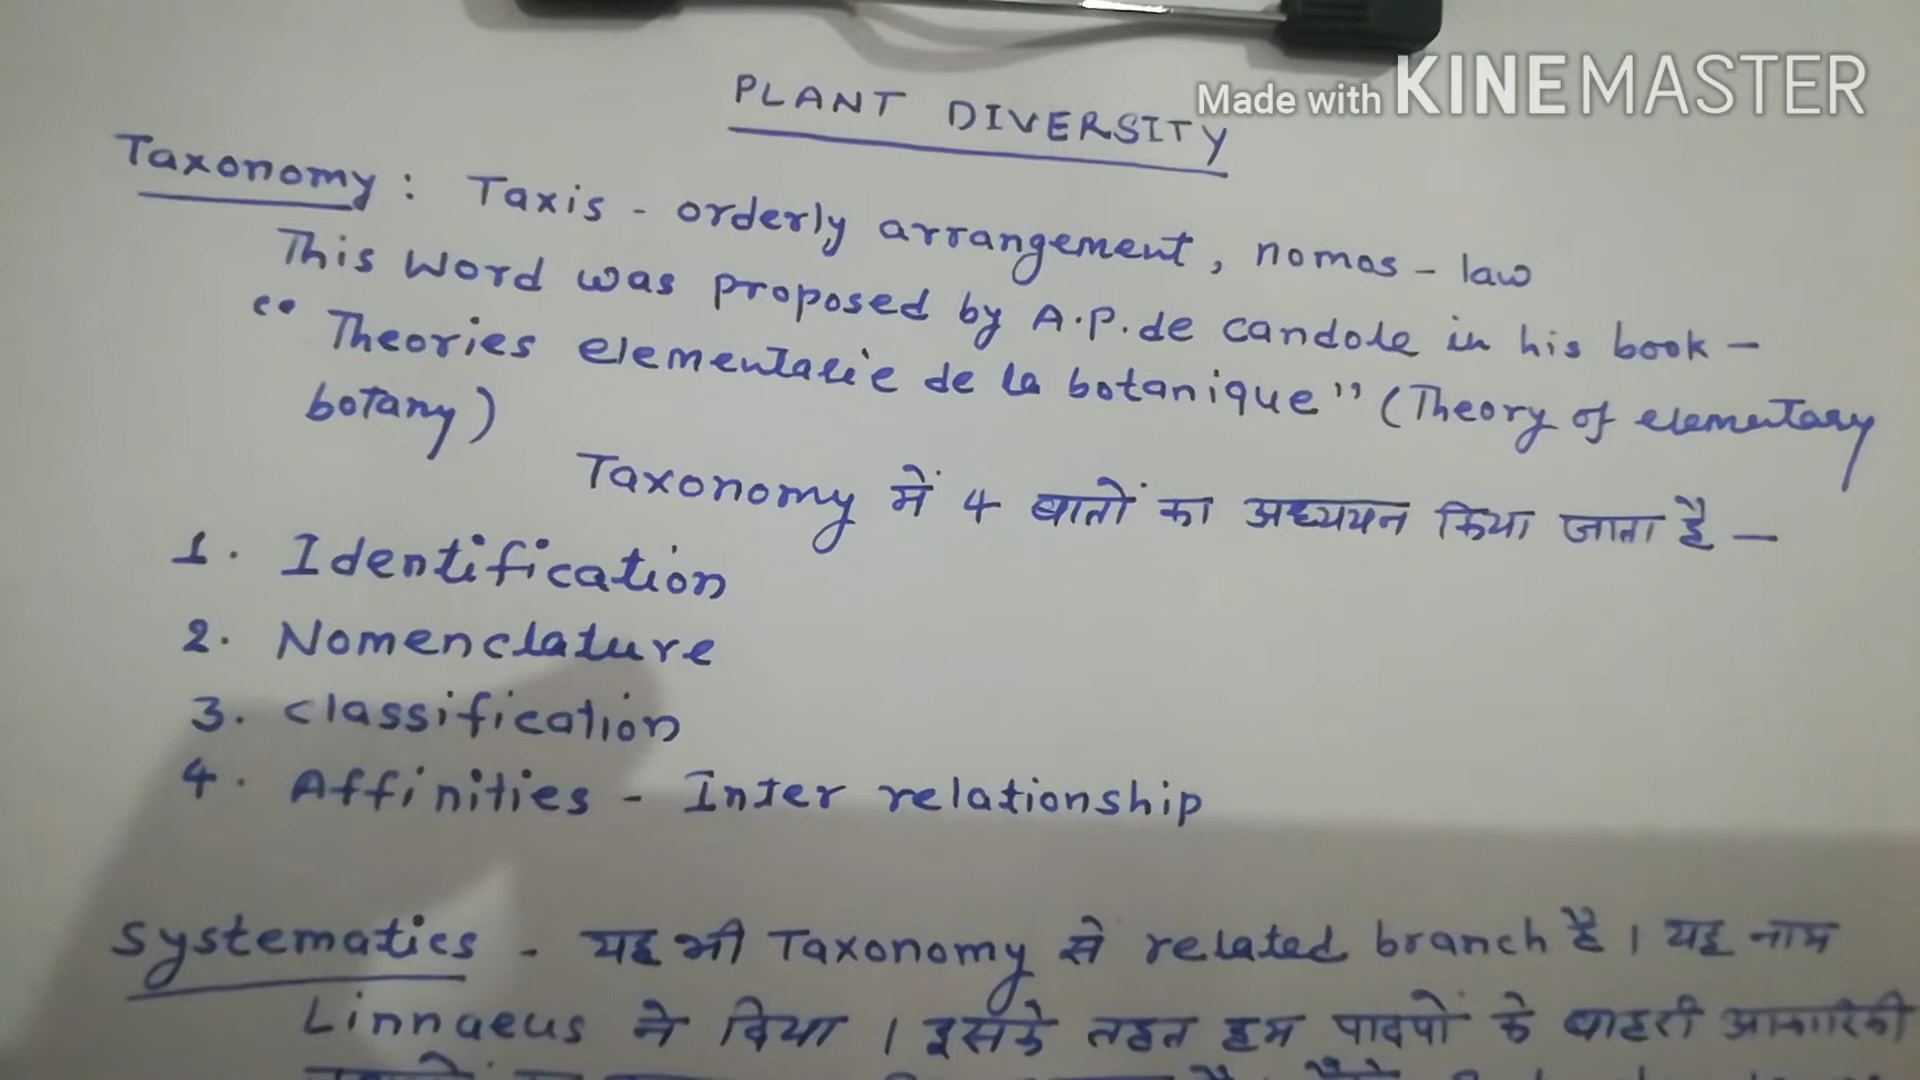 Made with KINEMASTER
PLANT DIVERSITY
Taxonomy : Taxis - orderly arrangement, nomos - law
This word was proposed by A.P. de candole in his book -
" Theories elementarie de la botanique" (Theory of elementary
botany)
Taxonomy में 4 बातों का अध्ययन किया जाता है -
1. Identification
2. Nomenclature
3. classification
4. Affinities - Inter relationship
Systematics - यह भी Taxonomy से related branch है । यह नाम
Linnaeus ने दिया । इसके तहत हम पादपों के बाहरी आकारिकी